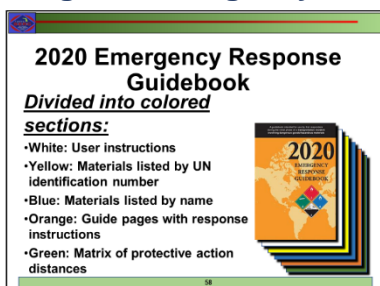 2020 Emergency Response
Guidebook
Divided into colored
sections:
•White: User instructions
•Yellow: Materials listed by UN
identification number
•Blue: Materials listed by name
•Orange: Guide pages with response
instructions
•Green: Matrix of protective action
distances
2020
EMERGENCY
RESPONSE
GUIDEBOOK
58